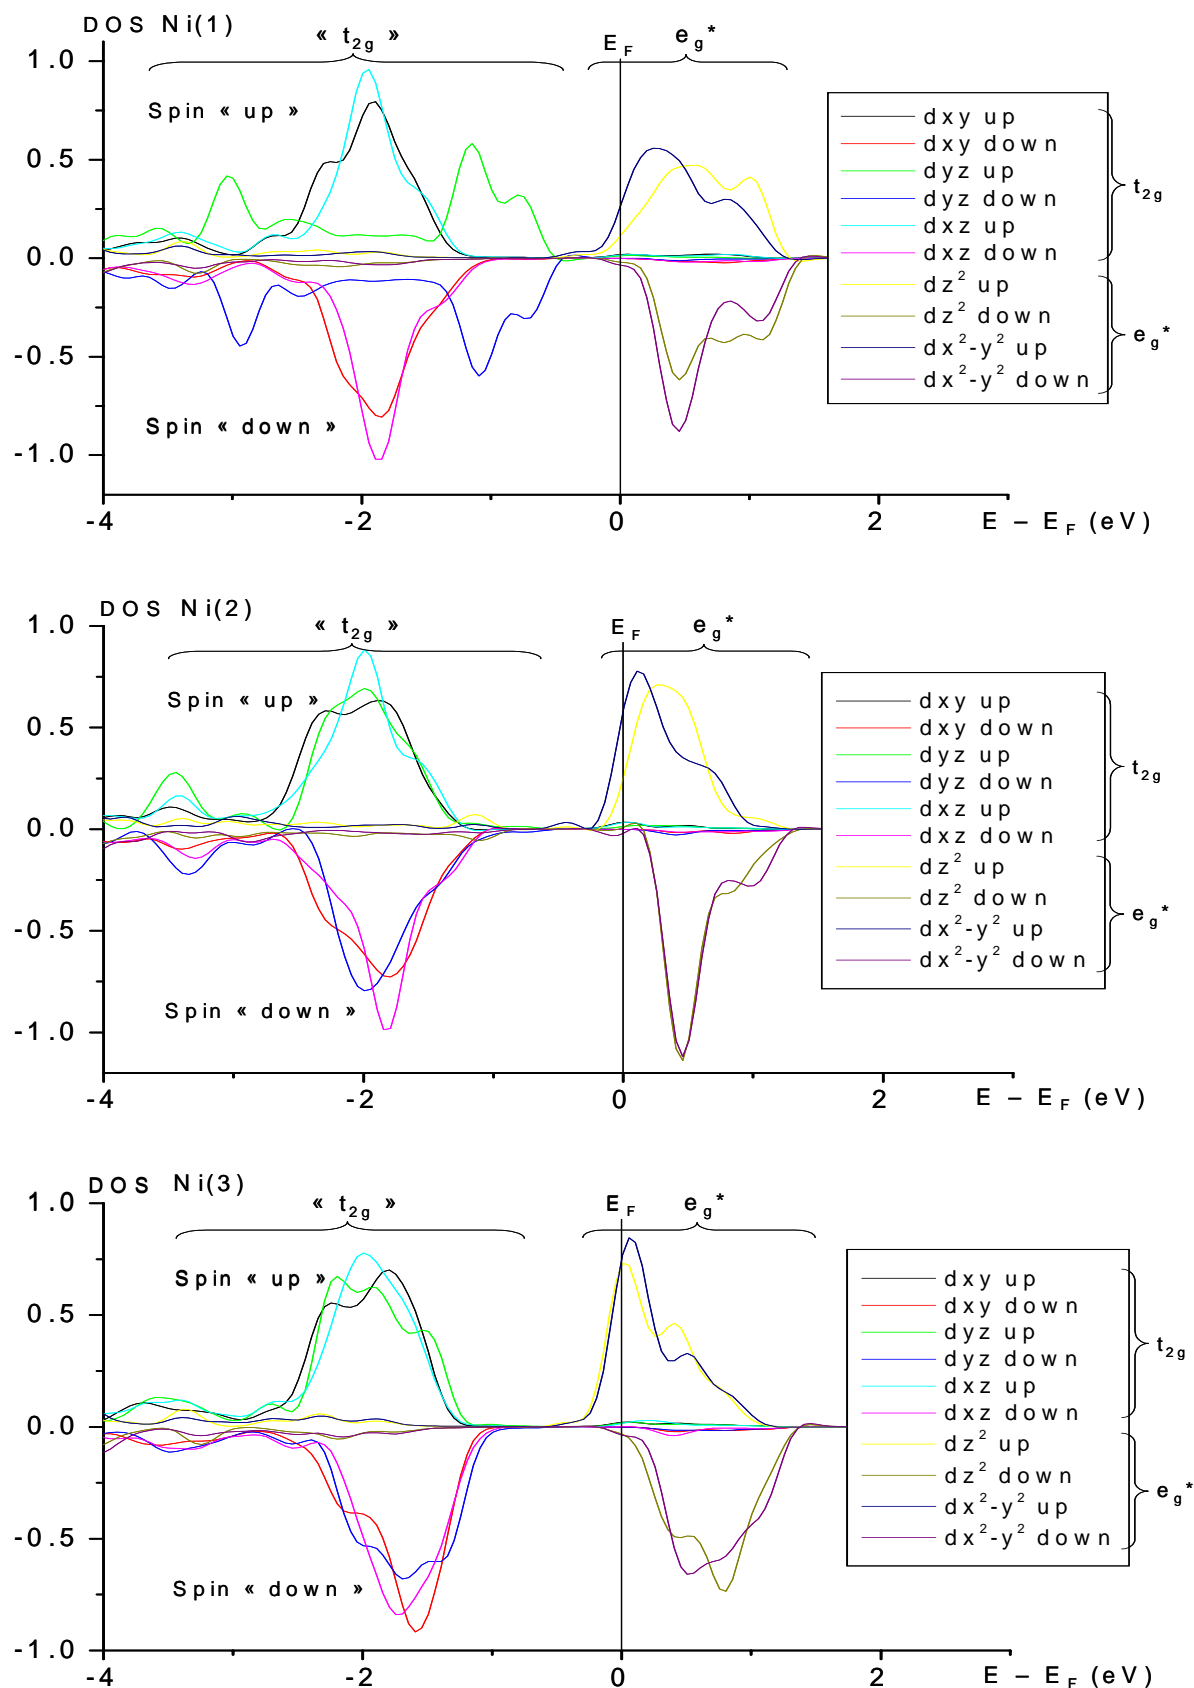 DOS Ni(1)
« t2g »
EF
eg*
1.0
Spin « up »
0.5
0.0
-0.5
Spin « down »
-1.0
-4
-2
0
2
E – EF (eV)
dxy up
dxy down
dyz up
dyz down
dxz up
dxz down
dz² up
dz² down
dx²-y² up
dx²-y² down
t2g
eg*
DOS Ni(2)
« t2g »
EF
eg*
1.0
Spin « up »
0.5
0.0
-0.5
Spin « down »
-1.0
-4
-2
0
2
E – EF (eV)
dxy up
dxy down
dyz up
dyz down
dxz up
dxz down
dz² up
dz² down
dx²-y² up
dx²-y² down
t2g
eg*
DOS Ni(3)
« t2g »
EF
eg*
1.0
Spin « up »
0.5
0.0
-0.5
Spin « down »
-1.0
-4
-2
0
2
E – EF (eV)
dxy up
dxy down
dyz up
dyz down
dxz up
dxz down
dz² up
dz² down
dx²-y² up
dx²-y² down
t2g
eg*